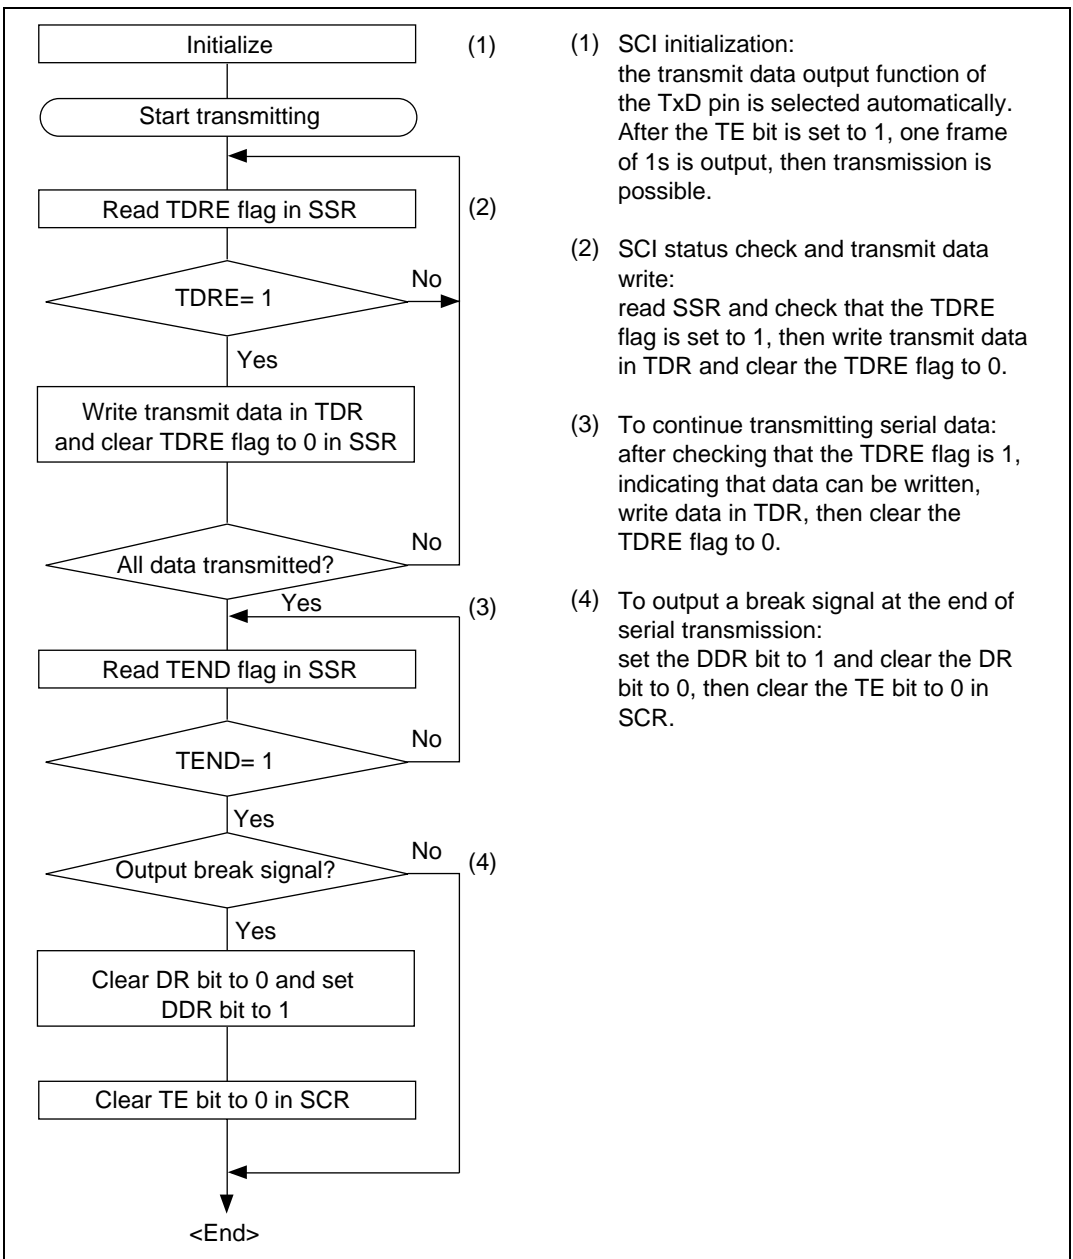 Initialize
(1)
Start transmitting
Read TDRE flag in SSR
(2)
TDRE= 1
No
Yes
Write transmit data in TDR
and clear TDRE flag to 0 in SSR
All data transmitted?
No
Yes
(3)
Read TEND flag in SSR
TEND= 1
No
Yes
Output break signal?
No
(4)
Yes
Clear DR bit to 0 and set
DDR bit to 1
Clear TE bit to 0 in SCR
<End>
(1) SCI initialization:
the transmit data output function of
the TxD pin is selected automatically.
After the TE bit is set to 1, one frame
of 1s is output, then transmission is
possible.
(2) SCI status check and transmit data
write:
read SSR and check that the TDRE
flag is set to 1, then write transmit data
in TDR and clear the TDRE flag to 0.
(3) To continue transmitting serial data:
after checking that the TDRE flag is 1,
indicating that data can be written,
write data in TDR, then clear the
TDRE flag to 0.
(4) To output a break signal at the end of
serial transmission:
set the DDR bit to 1 and clear the DR
bit to 0, then clear the TE bit to 0 in
SCR.